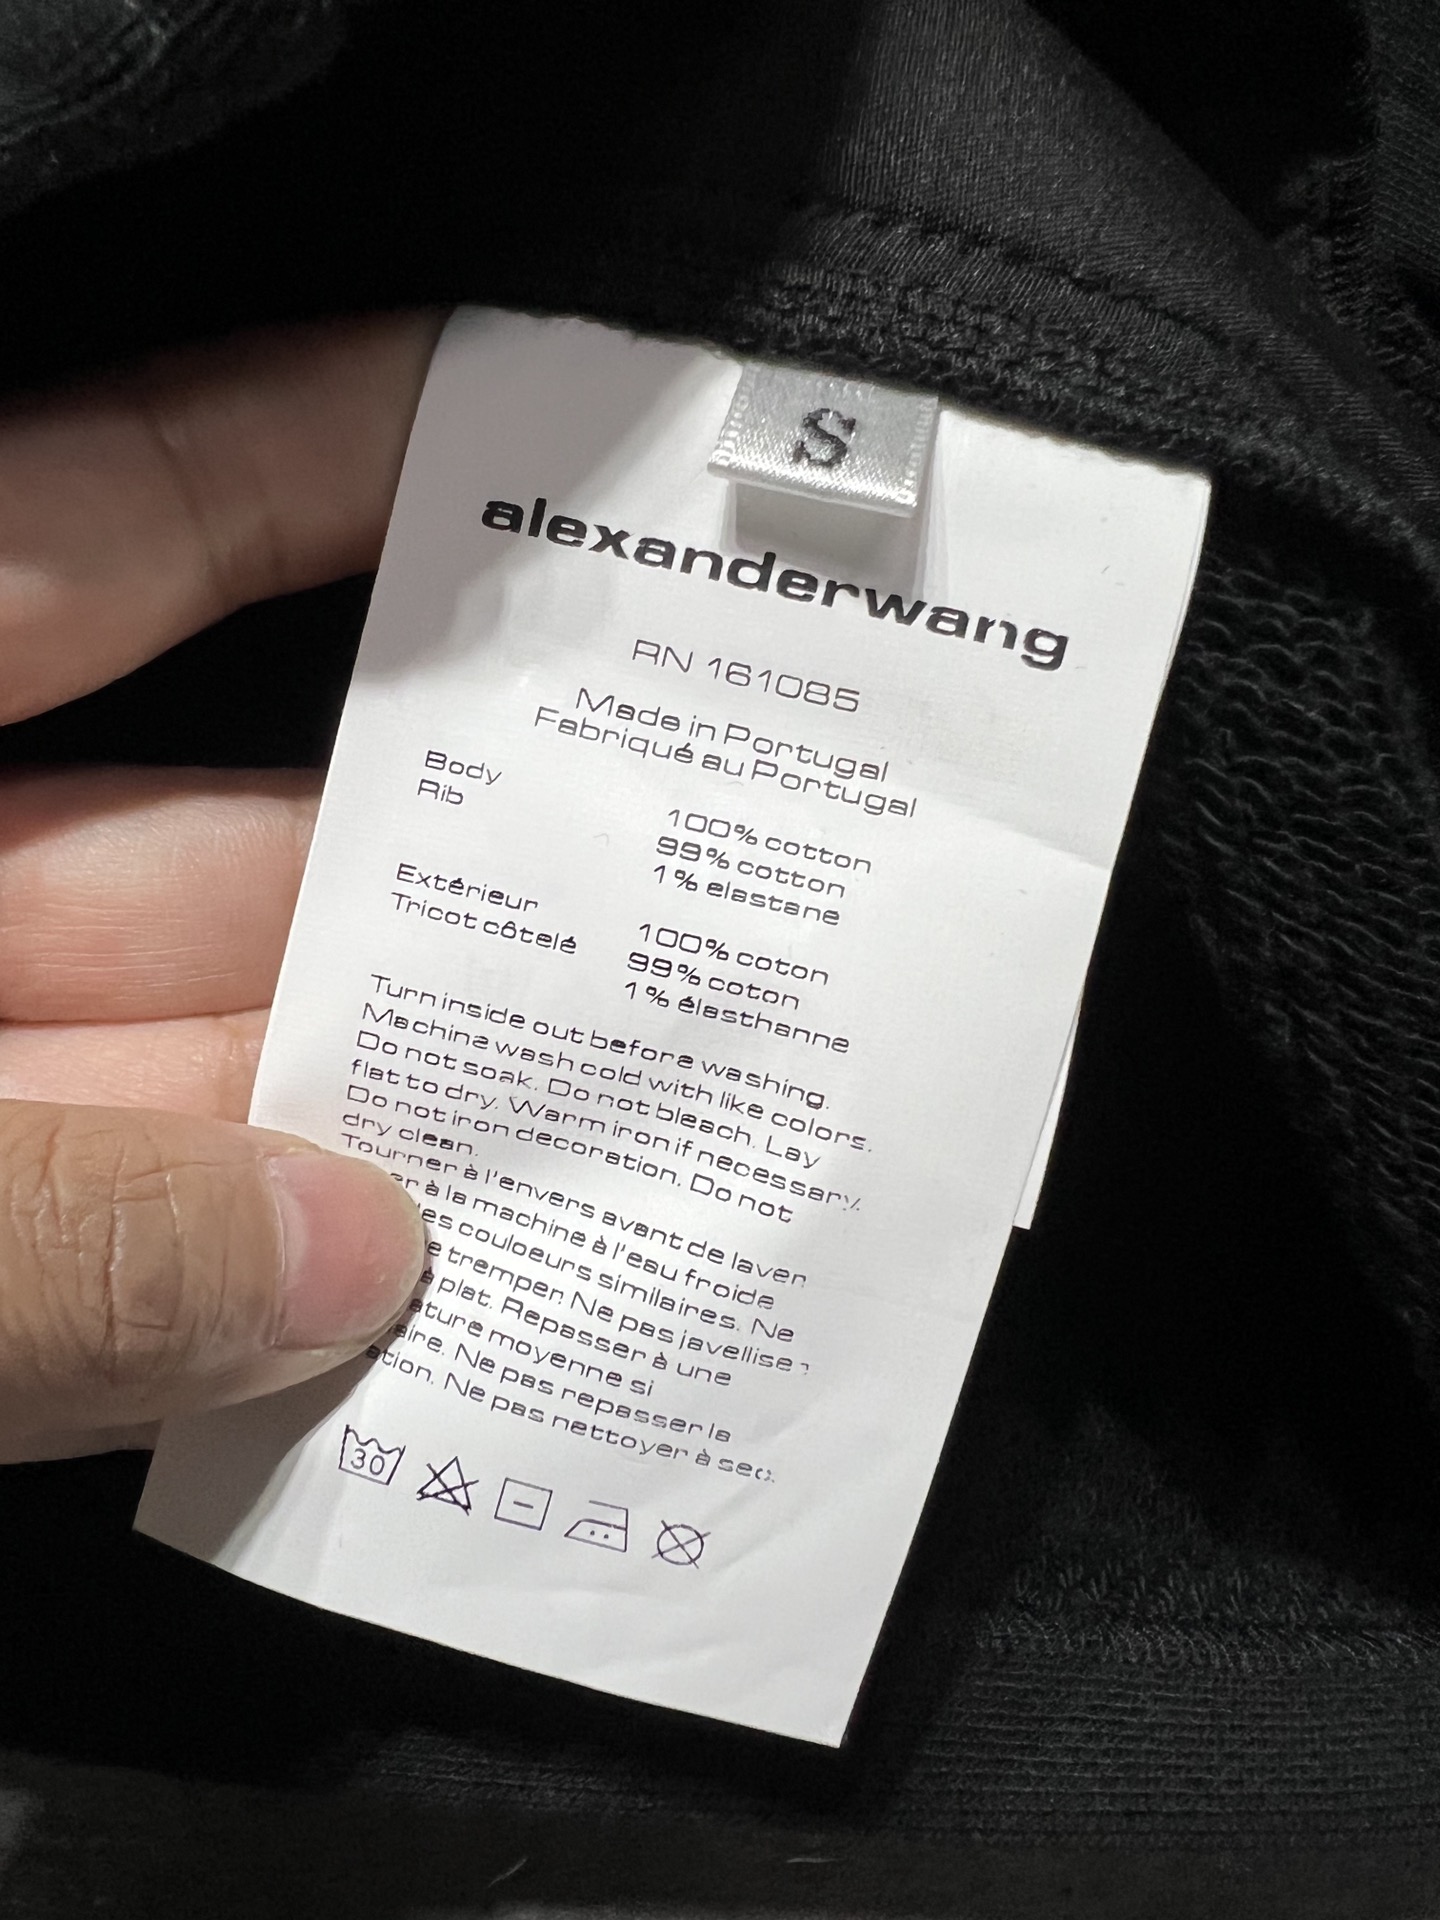 S
alexanderwang
RN 161085
Made in Portugal
Fabriqué au Portugal
Body 100% cotton
Rib 99% cotton
1% elastane
Extérieur 100% coton
Tricot côtelé 99% coton
1% élasthanne
Turn inside out before washing.
Machine wash cold with like colors.
Do not soak. Do not bleach. Lay
flat to dry. Warm iron if necessary.
Do not iron decoration. Do not
dry clean.
Tourner à l'envers avant de laver
à la machine à l'eau froide
couloeurs similaires. Ne
tremper. Ne pas javellise
à plat. Repasser à une
moyenne si
Ne pas repasser la
Ne pas nettoyer à sec.
30